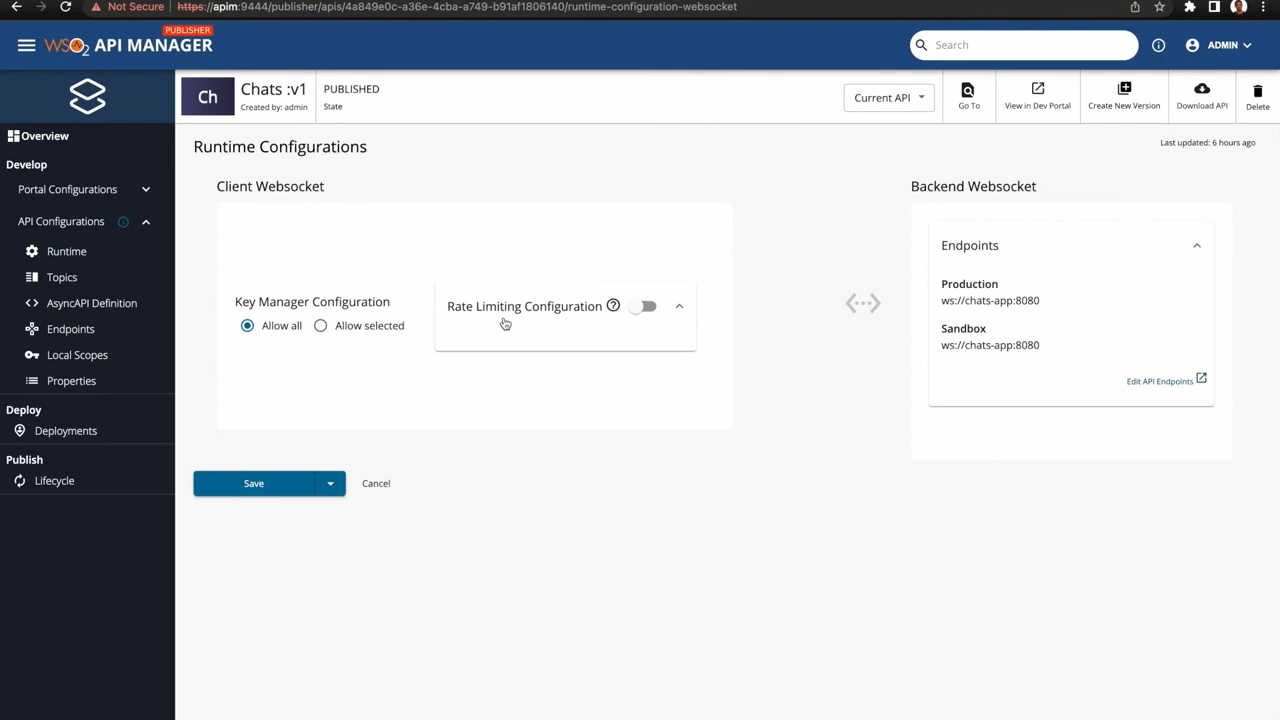 Not Secure https://apim:9444/publisher/apis/4a849e0c-a36e-4cba-a749-b91af1806140/runtime-configuration-websocket
WSO2 API MANAGER PUBLISHER
Search
ADMIN
Ch
Chats :v1
Created by: admin
PUBLISHED
State
Current API
Go To
View in Dev Portal
Create New Version
Download API
Delete
Overview
Develop
Portal Configurations
API Configurations
Runtime
Topics
AsyncAPI Definition
Endpoints
Local Scopes
Properties
Deploy
Deployments
Publish
Lifecycle
Runtime Configurations
Last updated: 6 hours ago
Client Websocket
Key Manager Configuration
Allow all
Allow selected
Rate Limiting Configuration
Backend Websocket
Endpoints
Production
ws://chats-app:8080
Sandbox
ws://chats-app:8080
Edit API Endpoints
Save
Cancel